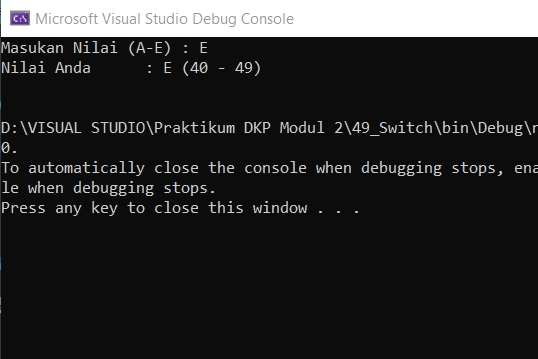 C:\ Microsoft Visual Studio Debug Console
Masukan Nilai (A-E) : E
Nilai Anda      : E (40 - 49)
D:\VISUAL STUDIO\Praktikum DKP Modul 2\49_Switch\bin\Debug\n
0.
To automatically close the console when debugging stops, ena
le when debugging stops.
Press any key to close this window . . .